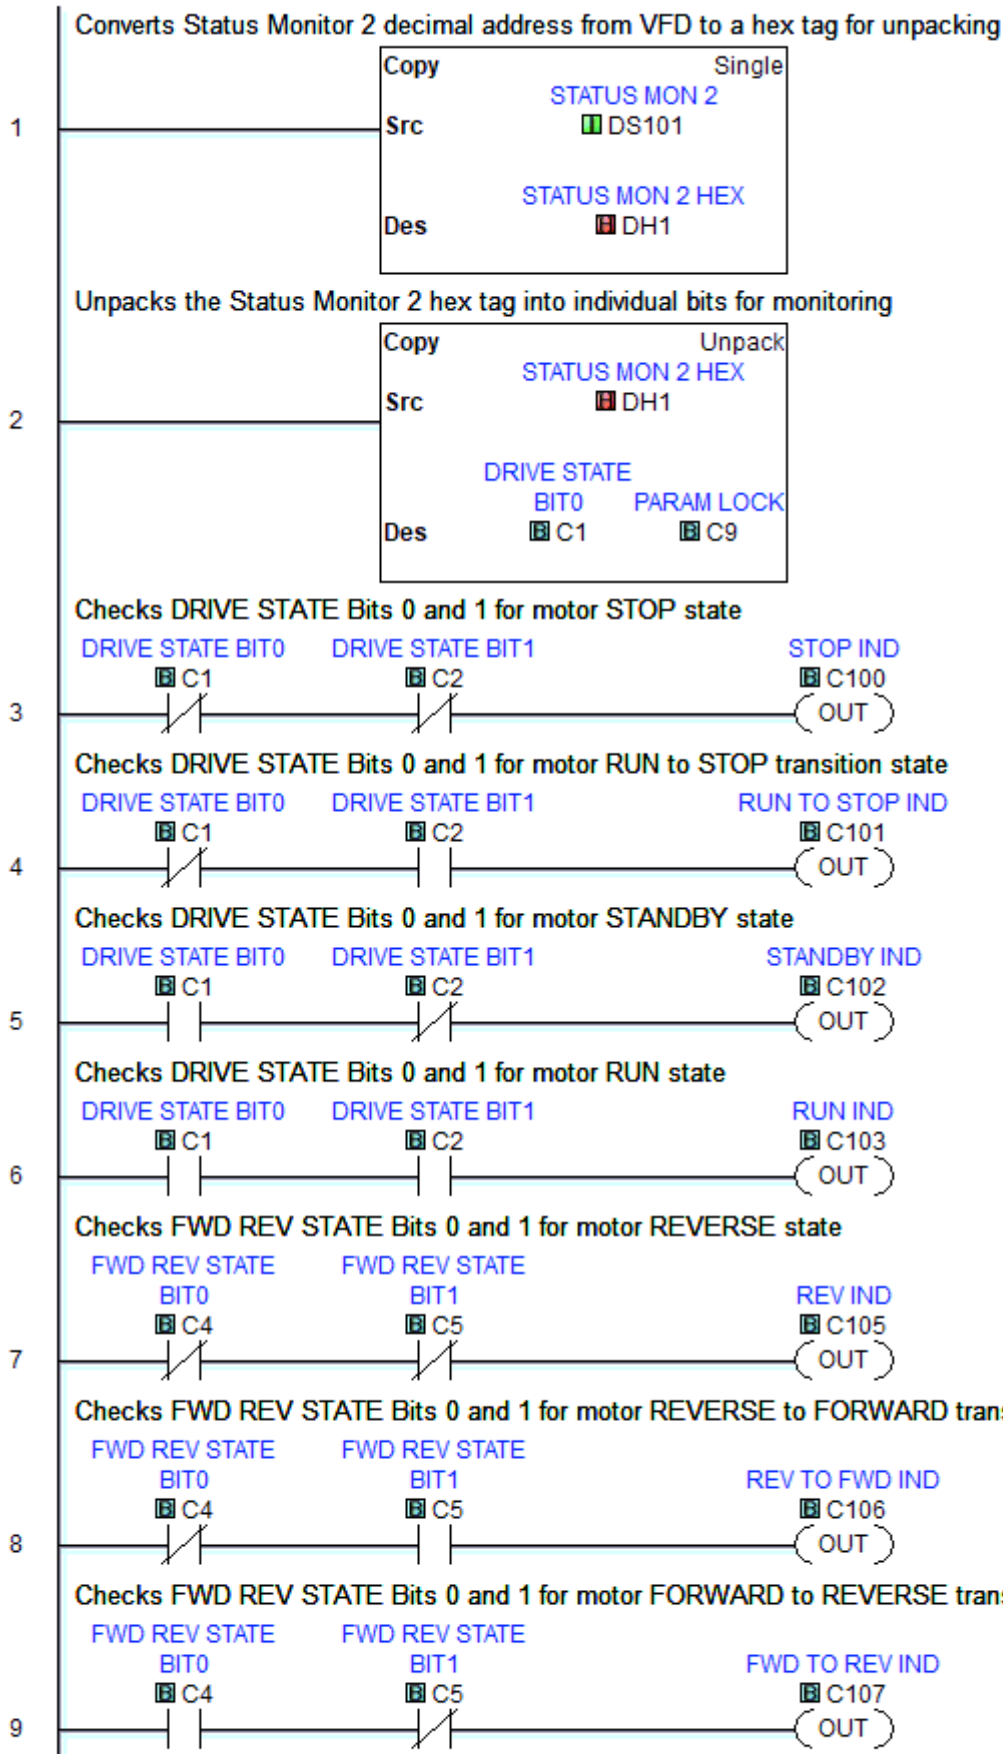 Converts Status Monitor 2 decimal address from VFD to a hex tag for unpacking
Copy Single
STATUS MON 2
1 Src DS101
STATUS MON 2 HEX
Des H DH1
Unpacks the Status Monitor 2 hex tag into individual bits for monitoring
Copy Unpack
STATUS MON 2 HEX
Src H DH1
2
DRIVE STATE
BIT0 PARAM LOCK
Des B C1 B C9
Checks DRIVE STATE Bits 0 and 1 for motor STOP state
DRIVE STATE BIT0 DRIVE STATE BIT1 STOP IND
B C1 B C2 B C100
3 OUT
Checks DRIVE STATE Bits 0 and 1 for motor RUN to STOP transition state
DRIVE STATE BIT0 DRIVE STATE BIT1 RUN TO STOP IND
B C1 B C2 B C101
4 OUT
Checks DRIVE STATE Bits 0 and 1 for motor STANDBY state
DRIVE STATE BIT0 DRIVE STATE BIT1 STANDBY IND
B C1 B C2 B C102
5 OUT
Checks DRIVE STATE Bits 0 and 1 for motor RUN state
DRIVE STATE BIT0 DRIVE STATE BIT1 RUN IND
B C1 B C2 B C103
6 OUT
Checks FWD REV STATE Bits 0 and 1 for motor REVERSE state
FWD REV STATE FWD REV STATE
BIT0 BIT1 REV IND
B C4 B C5 B C105
7 OUT
Checks FWD REV STATE Bits 0 and 1 for motor REVERSE to FORWARD trans
FWD REV STATE FWD REV STATE
BIT0 BIT1 REV TO FWD IND
B C4 B C5 B C106
8 OUT
Checks FWD REV STATE Bits 0 and 1 for motor FORWARD to REVERSE trans
FWD REV STATE FWD REV STATE
BIT0 BIT1 FWD TO REV IND
B C4 B C5 B C107
9 OUT